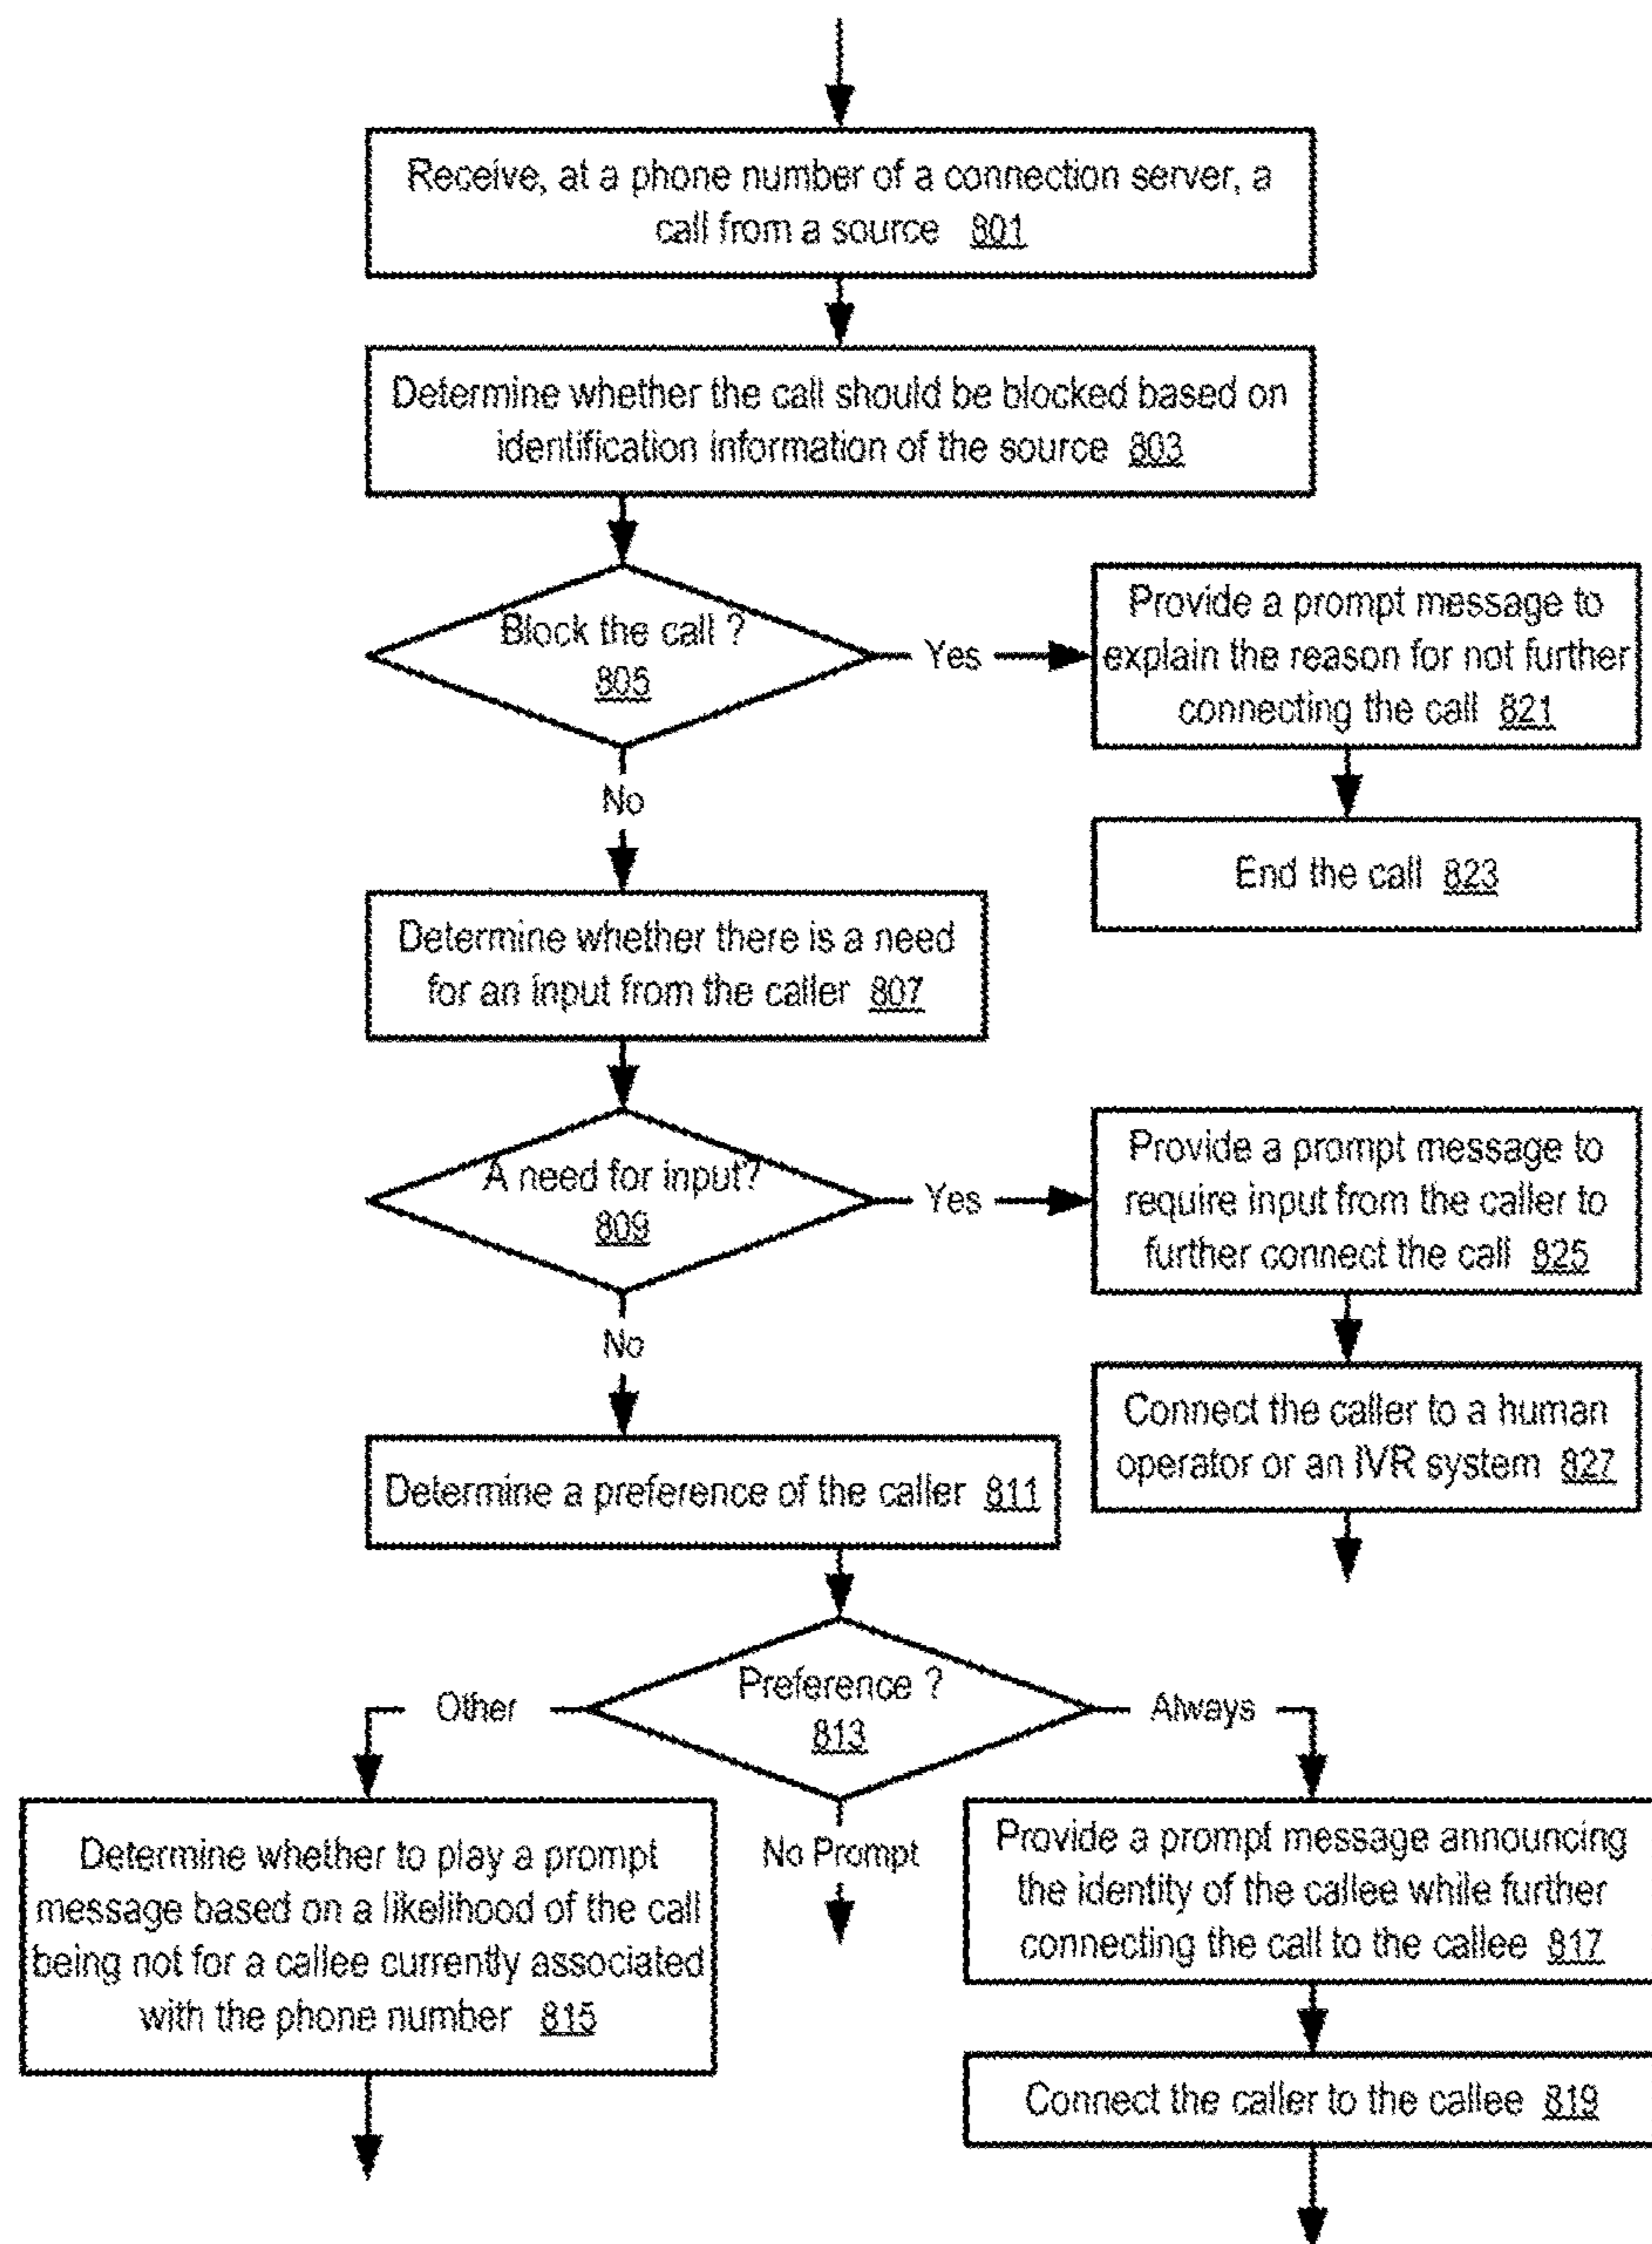 Receive, at a phone number of a connection server, a
call from a source 801
Determine whether the call should be blocked based on
identification information of the source 803
Block the call ?
805
Yes
Provide a prompt message to
explain the reason for not further
connecting the call 821
No
End the call 823
Determine whether there is a need
for an input from the caller 807
A need for input?
809
Yes
Provide a prompt message to
require input from the caller to
further connect the call 825
No
Connect the caller to a human
operator or an IVR system 827
Determine a preference of the caller 811
Preference ?
813
Other
Always
No Prompt
Determine whether to play a prompt
message based on a likelihood of the call
being not for a callee currently associated
with the phone number 815
Provide a prompt message announcing
the identity of the callee while further
connecting the call to the callee 817
Connect the caller to the callee 819